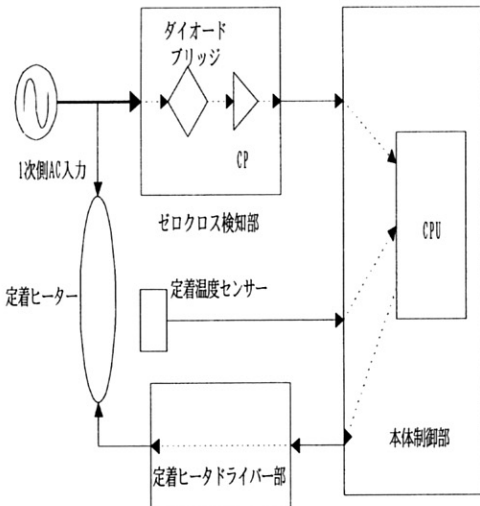 ダイオード
ブリッジ
CP
1次側AC入力
ゼロクロス検知部
CPU
定着ヒーター
定着温度センサー
本体制御部
定着ヒータドライバー部